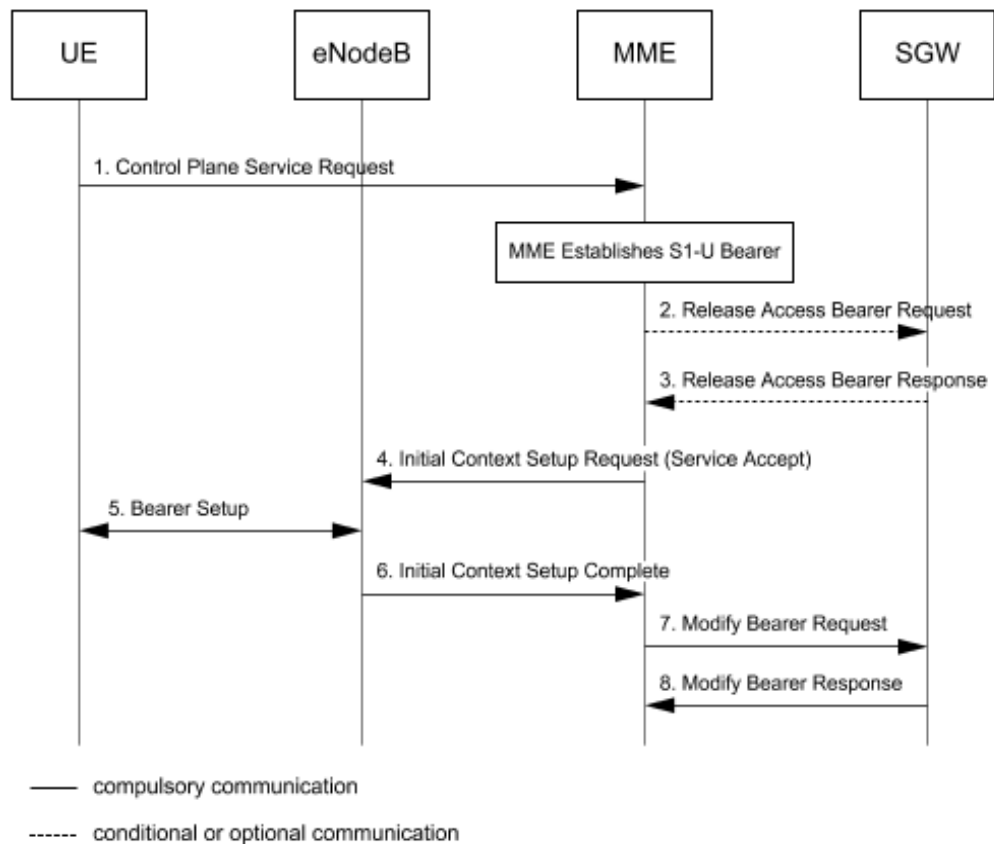 UE
eNodeB
MME
SGW
1. Control Plane Service Request
MME Establishes S1-U Bearer
2. Release Access Bearer Request
3. Release Access Bearer Response
4. Initial Context Setup Request (Service Accept)
5. Bearer Setup
6. Initial Context Setup Complete
7. Modify Bearer Request
8. Modify Bearer Response
compulsory communication
conditional or optional communication